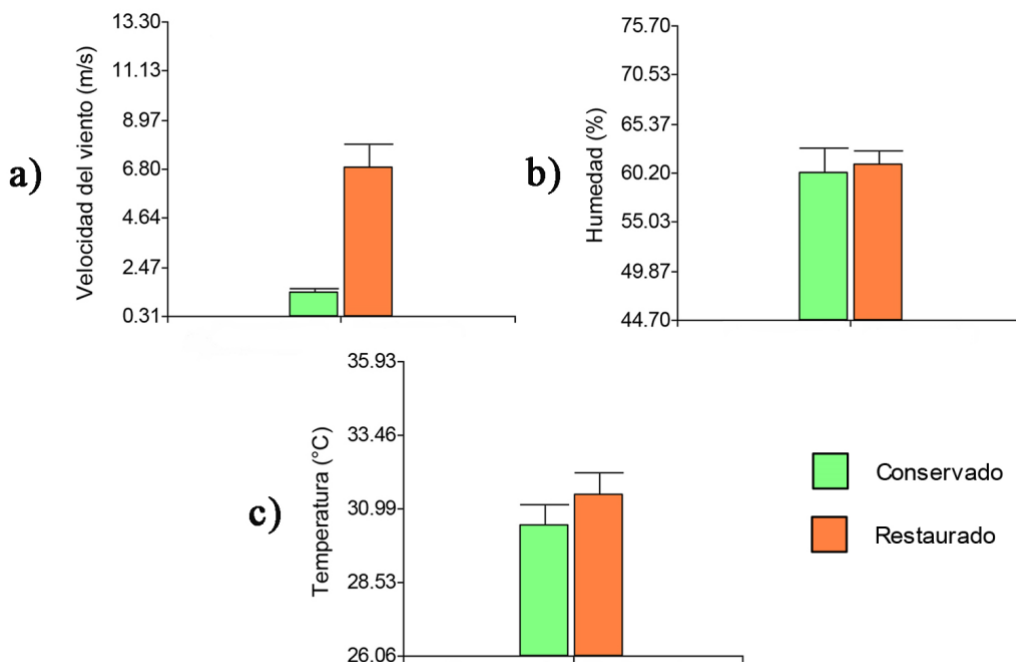 a)
Velocidad del viento (m/s)
13.30
11.13
8.97
6.80
4.64
2.47
0.31
b)
Humedad (%)
75.70
70.53
65.37
60.20
55.03
49.87
44.70
c)
Temperatura (°C)
35.93
33.46
30.99
28.53
26.06
Conservado
Restaurado